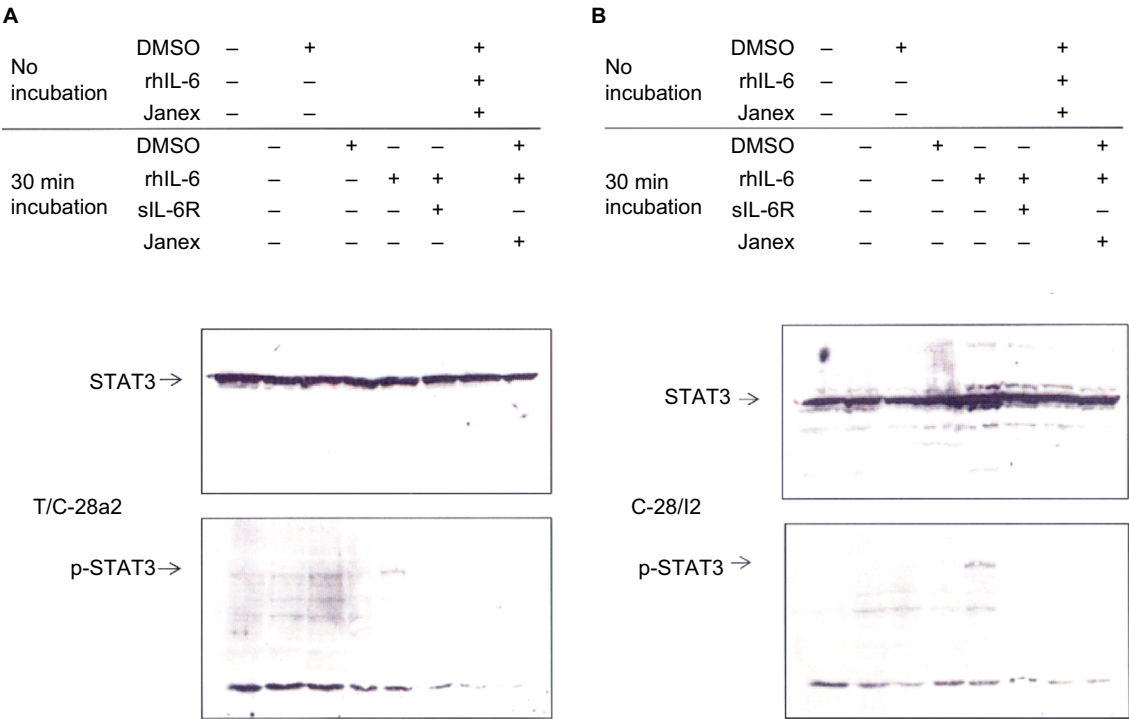 A
No incubation
DMSO – + +
rhIL-6 – – +
Janex – – +
30 min incubation
DMSO – + – – +
rhIL-6 – – + + +
sIL-6R – – – + –
Janex – – – – +
STAT3
T/C-28a2
p-STAT3
B
No incubation
DMSO – + +
rhIL-6 – – +
Janex – – +
30 min incubation
DMSO – + – – +
rhIL-6 – – + + +
sIL-6R – – – + –
Janex – – – – +
STAT3
C-28/I2
p-STAT3